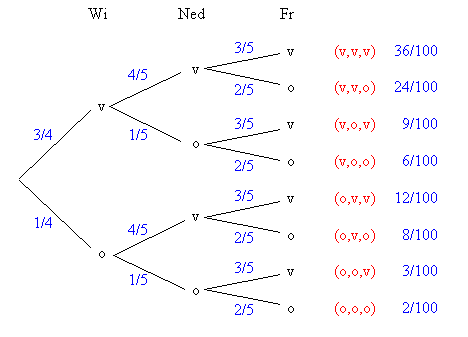 Wi Ned Fr
3/5 v (v,v,v) 36/100
4/5 v
2/5 o (v,v,o) 24/100
v
3/4 1/5 3/5 v (v,o,v) 9/100
o
2/5 o (v,o,o) 6/100
3/5 v (o,v,v) 12/100
1/4 4/5 v
2/5 o (o,v,o) 8/100
o
1/5 3/5 v (o,o,v) 3/100
o
2/5 o (o,o,o) 2/100